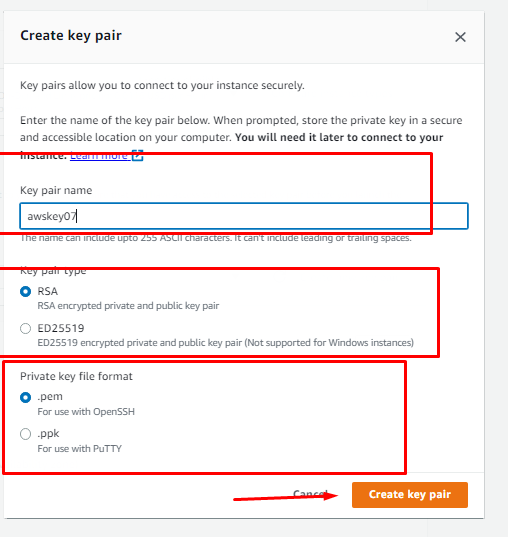 Create key pair
Key pairs allow you to connect to your instance securely.
Enter the name of the key pair below. When prompted, store the private key in a secure
and accessible location on your computer. You will need it later to connect to your
instance. Learn more
Key pair name
awskey07
The name can include upto 255 ASCII characters. It can't include leading or trailing spaces.
Key pair type
RSA
RSA encrypted private and public key pair
ED25519
ED25519 encrypted private and public key pair (Not supported for Windows instances)
Private key file format
.pem
For use with OpenSSH
.ppk
For use with PuTTY
Cancel
Create key pair